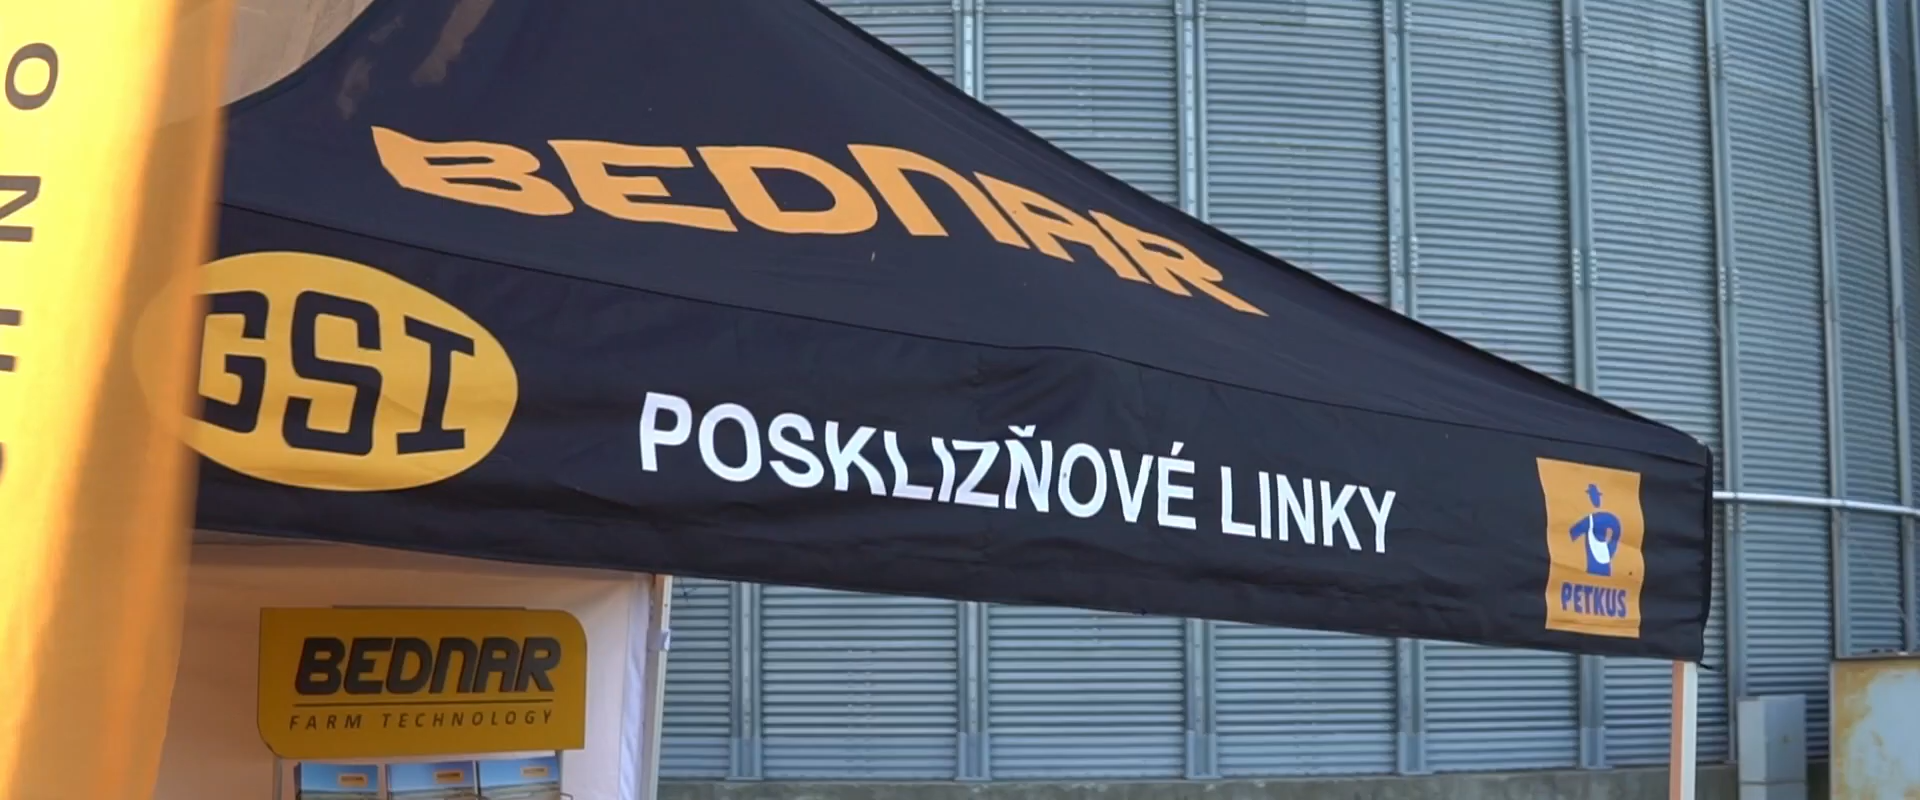 BEDNAR
GSI
POSKLIZŇOVÉ LINKY
PETKUS
BEDNAR
FARM TECHNOLOGY